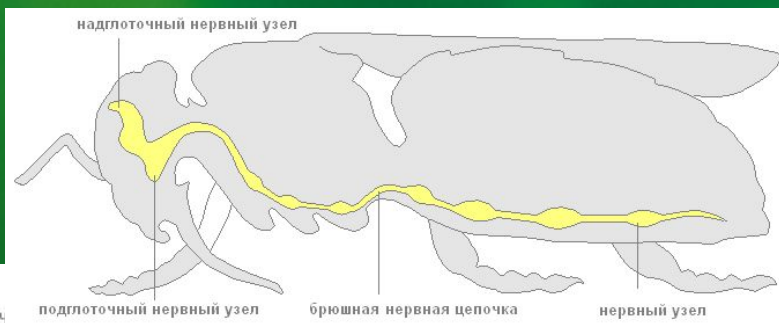 надглоточный нервный узел
подглоточный нервный узел
брюшная нервная цепочка
нервный узел